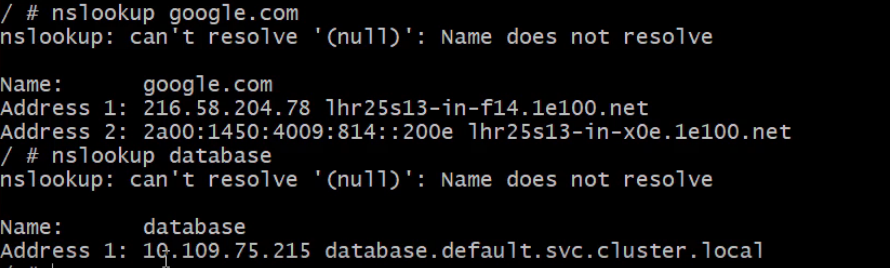 / # nslookup google.com
nslookup: can't resolve '(null)': Name does not resolve

Name:      google.com
Address 1: 216.58.204.78 lhr25s13-in-f14.1e100.net
Address 2: 2a00:1450:4009:814::200e lhr25s13-in-x0e.1e100.net
/ # nslookup database
nslookup: can't resolve '(null)': Name does not resolve

Name:      database
Address 1: 10.109.75.215 database.default.svc.cluster.local
/ #